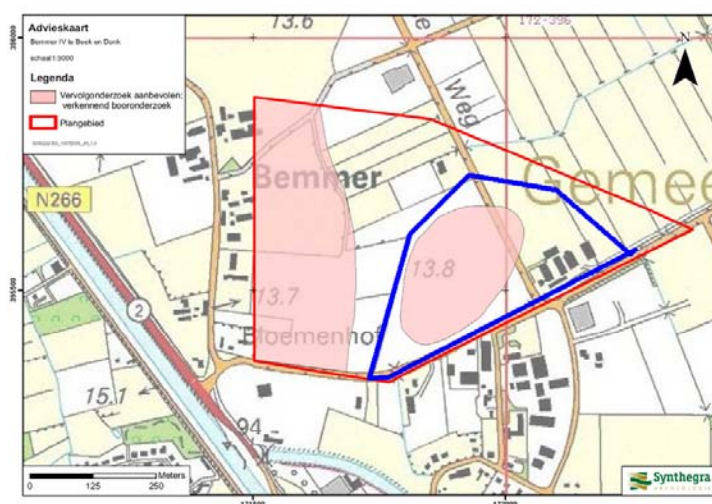 Advieskaart
Bemmer IV te Beek en Donk
schaal 1:5000
Legenda
Vervolgonderzoek aanbevolen:
verkennend booronderzoek
Plangebied
13.6
172-396
N
396000
Weg
Bemmer
Gemee
N266
13.8
13.7
395500
2
Bloemenhof
15.1
94
Meters
0 125 250
Synthegra